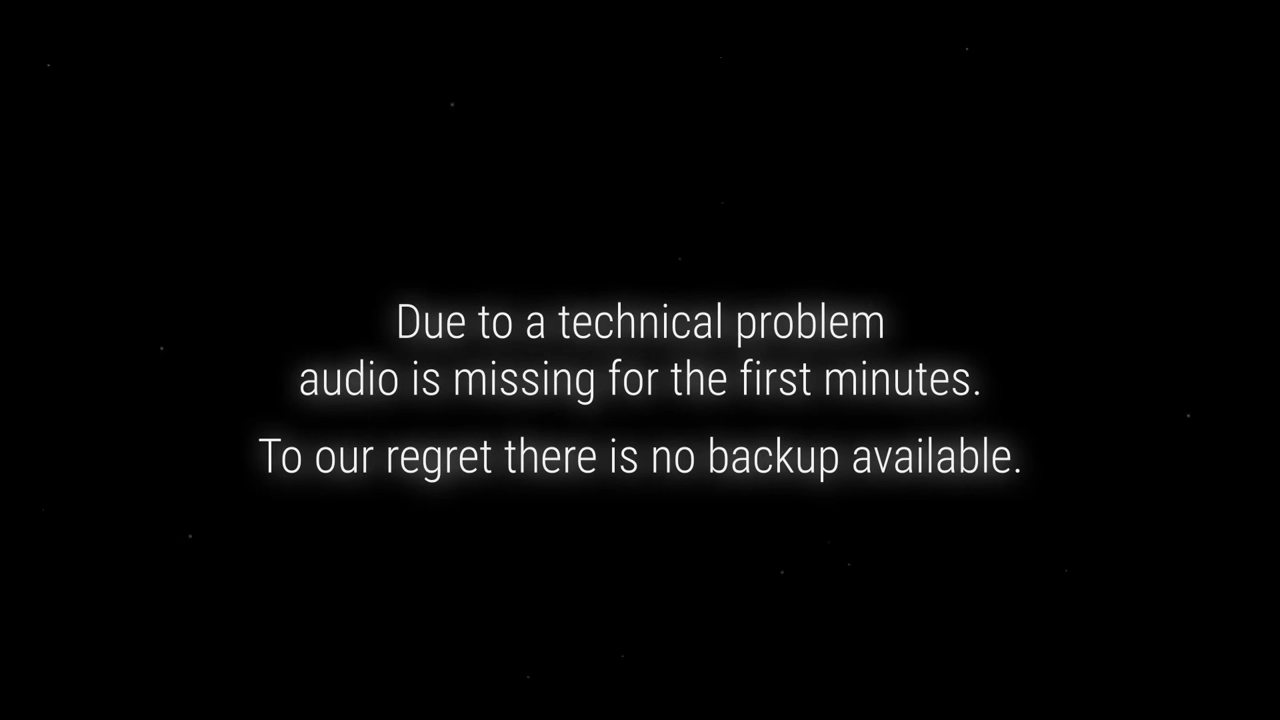 Due to a technical problem
audio is missing for the first minutes.
To our regret there is no backup available.